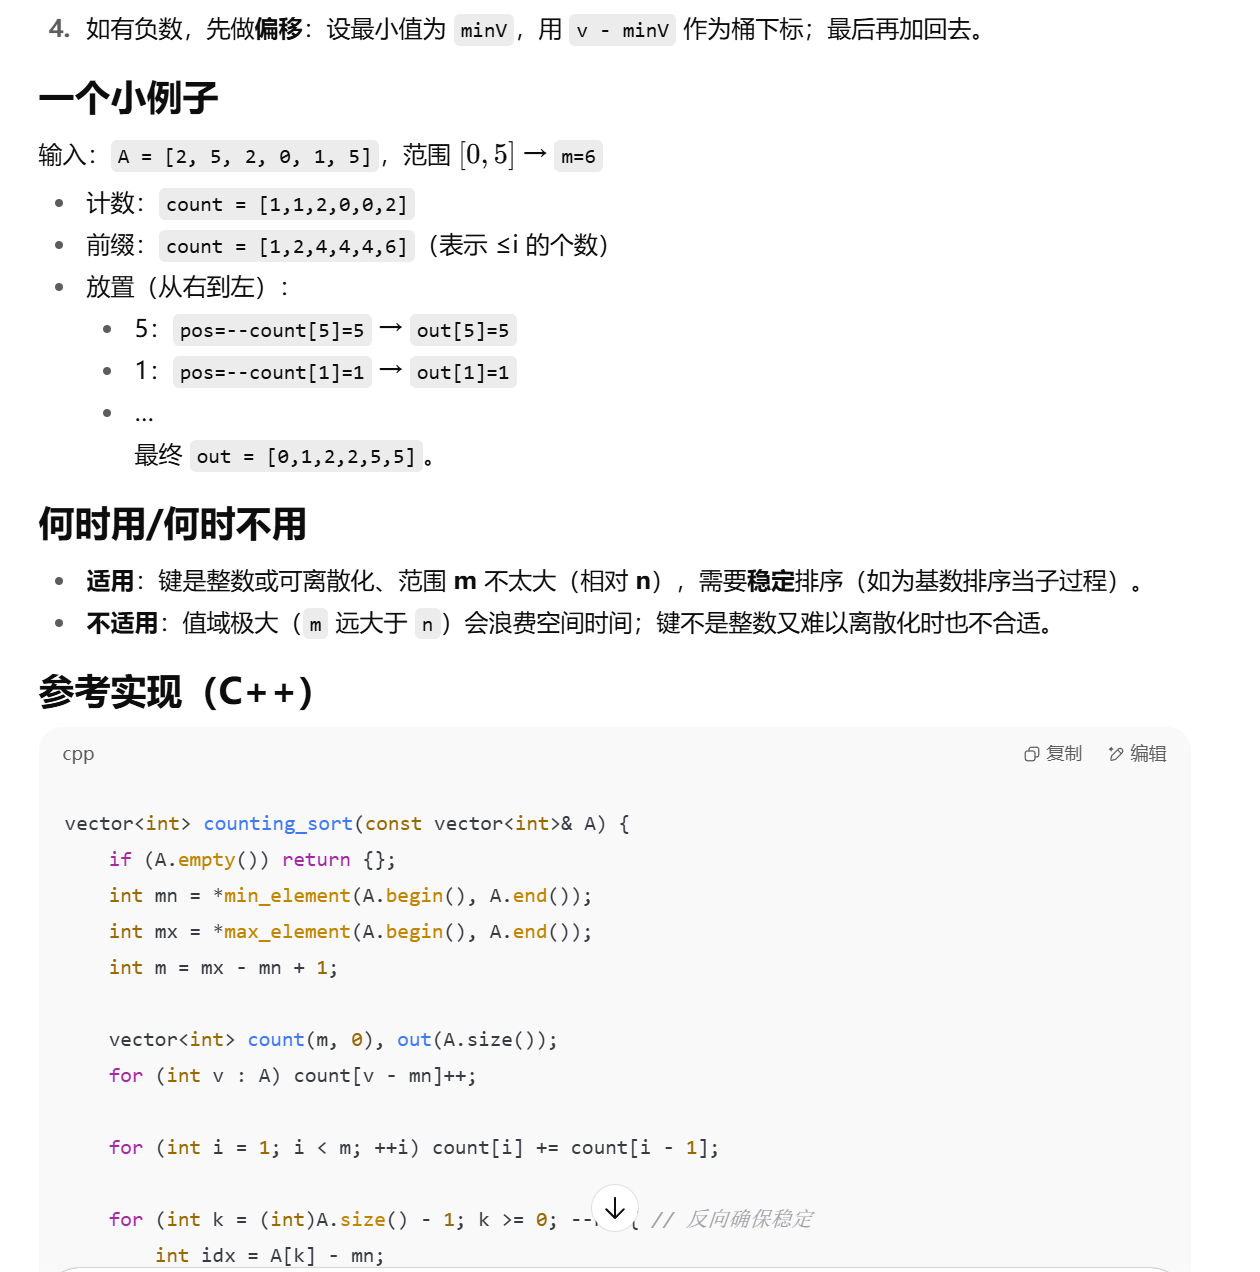 4. 如有负数，先做偏移：设最小值为 minV，用 v - minV 作为桶下标；最后再加回去。
一个小例子
输入：A = [2, 5, 2, 0, 1, 5]，范围 [0, 5] → m=6
• 计数：count = [1,1,2,0,0,2]
• 前缀：count = [1,2,4,4,4,6]（表示 ≤i 的个数）
• 放置（从右到左）：
• 5：pos=--count[5]=5 → out[5]=5
• 1：pos=--count[1]=1 → out[1]=1
• ...
最终 out = [0,1,2,2,5,5]。
何时用/何时不用
• 适用：键是整数或可离散化、范围 m 不太大（相对 n），需要稳定排序（如为基数排序当子过程）。
• 不适用：值域极大（m 远大于 n）会浪费空间时间；键不是整数又难以离散化时也不合适。
参考实现（C++）
cpp 复制 编辑
vector<int> counting_sort(const vector<int>& A) {
    if (A.empty()) return {};
    int mn = *min_element(A.begin(), A.end());
    int mx = *max_element(A.begin(), A.end());
    int m = mx - mn + 1;
    vector<int> count(m, 0), out(A.size());
    for (int v : A) count[v - mn]++;
    for (int i = 1; i < m; ++i) count[i] += count[i - 1];
    for (int k = (int)A.size() - 1; k >= 0; -- { // 反向确保稳定
        int idx = A[k] - mn;